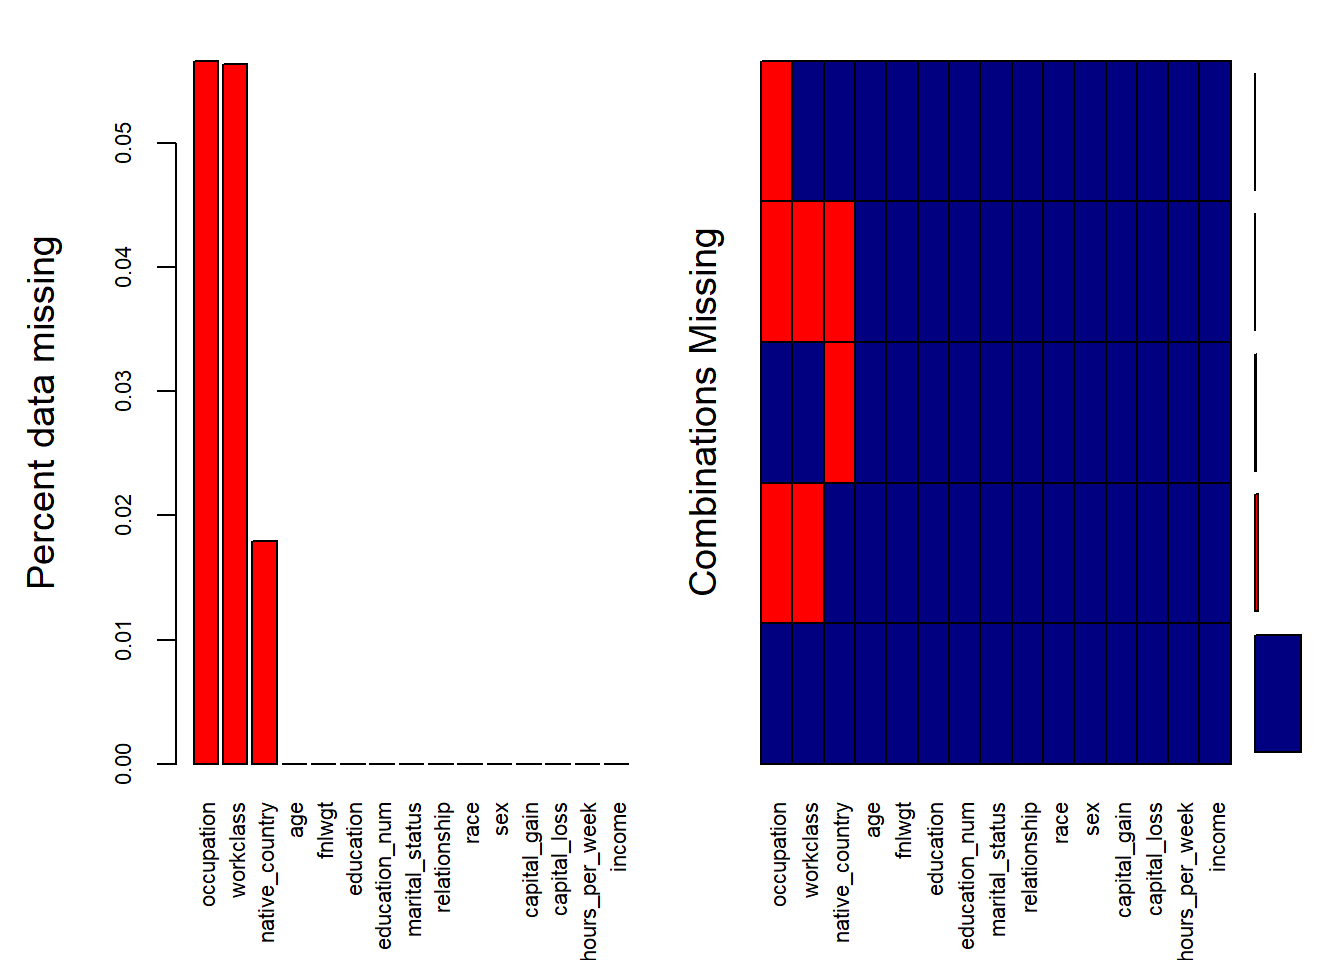 Percent data missing
0.05
0.04
0.03
0.02
0.01
0.00
occupation
workclass
native_country
age
fnlwgt
education
education_num
marital_status
relationship
race
sex
capital_gain
capital_loss
hours_per_week
income
Combinations Missing
occupation
workclass
native_country
age
fnlwgt
education
education_num
marital_status
relationship
race
sex
capital_gain
capital_loss
hours_per_week
income